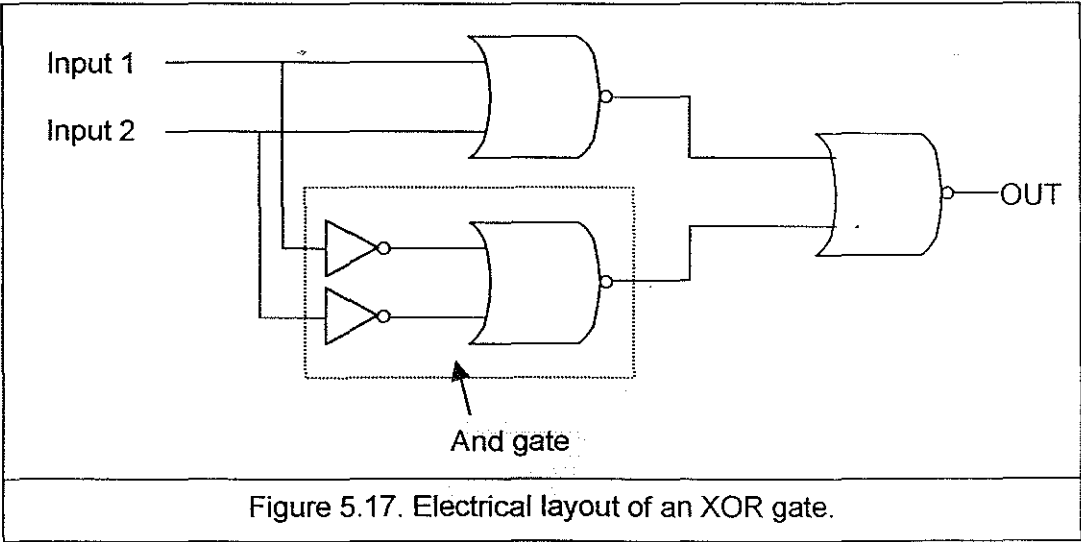 Input 1
Input 2
OUT
And gate
Figure 5.17. Electrical layout of an XOR gate.